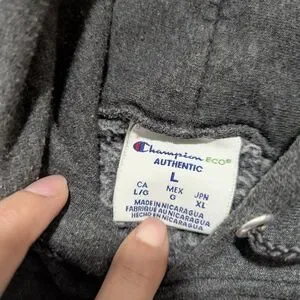 Champion ECO®
AUTHENTIC
L
CA MEX JPN
L/G G XL
MADE IN NICARAGUA
FABRIQUÉ AU NICARAGUA
HECHO EN NICARAGUA